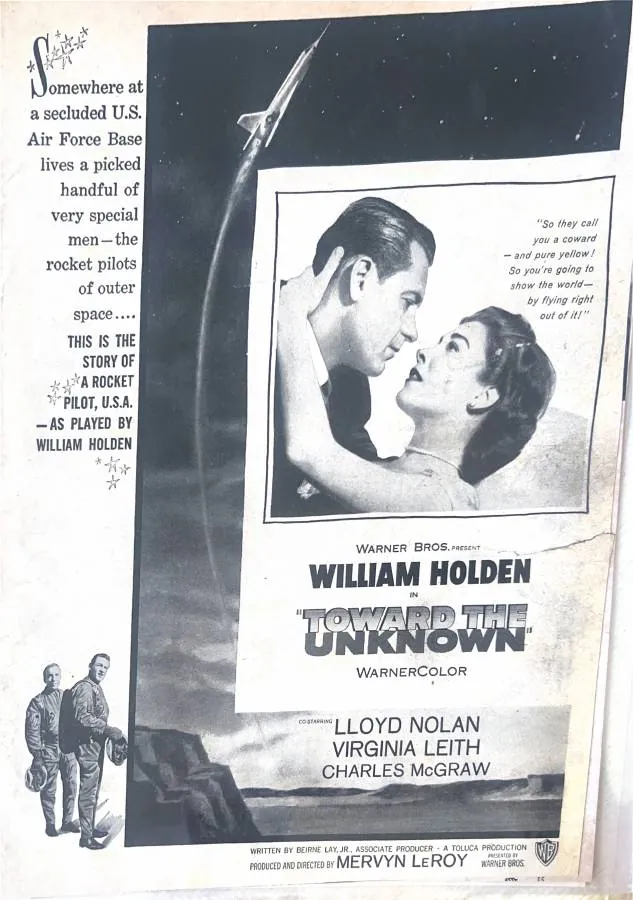 Somewhere at
a secluded U.S.
Air Force Base
lives a picked
handful of
very special
men—the
rocket pilots
of outer
space....
THIS IS THE
STORY OF
A ROCKET
PILOT, U.S.A.
—AS PLAYED BY
WILLIAM HOLDEN
"So they call
you a coward
— and pure yellow!
So you're going to
show the world—
by flying right
out of it!"
WARNER BROS. PRESENT
WILLIAM HOLDEN
IN
"TOWARD THE
UNKNOWN"
WARNERCOLOR
CO-STARRING LLOYD NOLAN
VIRGINIA LEITH
CHARLES McGRAW
WRITTEN BY BEIRNE LAY, JR., ASSOCIATE PRODUCER · A TOLUCA PRODUCTION
PRODUCED AND DIRECTED BY MERVYN LeROY
PRESENTED BY
WARNER BROS.
WB